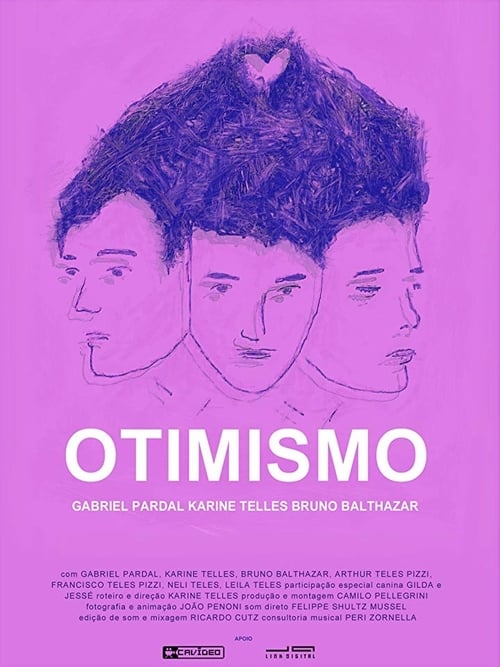 OTIMISMO
GABRIEL PARDAL KARINE TELLES BRUNO BALTHAZAR
com GABRIEL PARDAL, KARINE TELLES, BRUNO BALTHAZAR, ARTHUR TELES PIZZI,
FRANCISCO TELES PIZZI, NELI TELES, LEILA TELES participação especial canina GILDA e
JESSÉ roteiro e direção KARINE TELLES produção e montagem CAMILO PELLEGRINI
fotografia e animação JOÃO PENONI som direto FELIPPE SHULTZ MUSSEL
edição de som e mixagem RICARDO CUTZ consultoria musical PERI ZORNELLA
APOIO
CAVIDEO
LINK DIGITAL